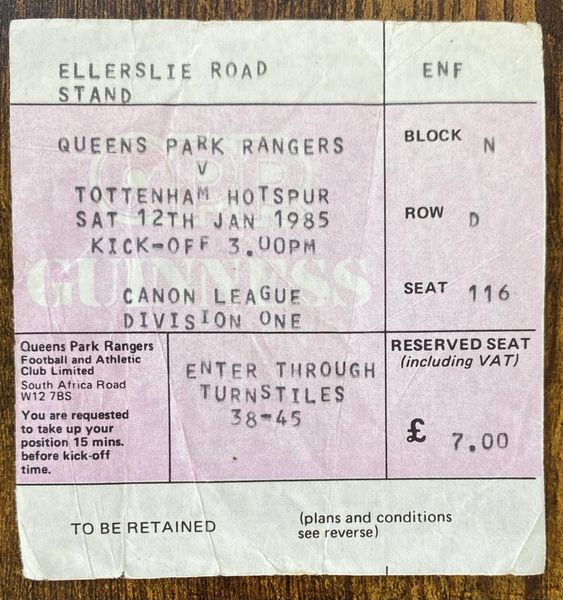 ELLERSLIE ROAD
STAND
ENF
QUEENS PARK RANGERS
V
TOTTENHAM HOTSPUR
SAT 12TH JAN 1985
KICK-OFF 3.00PM
CANON LEAGUE
DIVISION ONE
GUINNESS
BLOCK N
ROW D
SEAT 116
Queens Park Rangers
Football and Athletic
Club Limited
South Africa Road
W12 7BS
You are requested
to take up your
position 15 mins.
before kick-off
time.
ENTER THROUGH
TURNSTILES
38-45
RESERVED SEAT
(including VAT)
£ 7.00
TO BE RETAINED
(plans and conditions
see reverse)